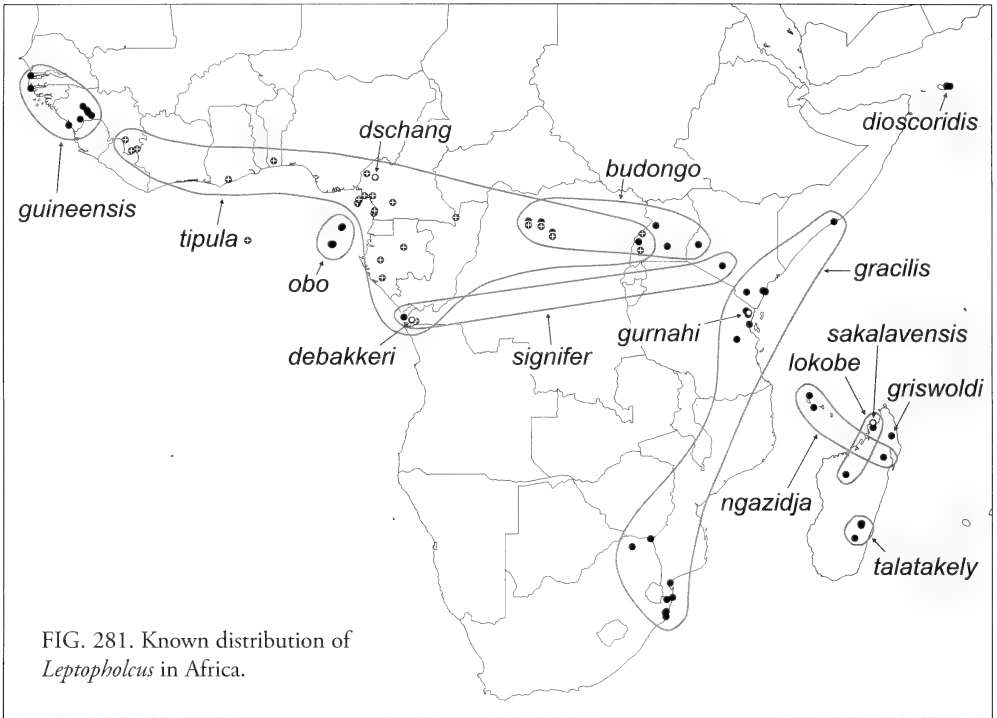 dschang
dioscoridis
budongo
guineensis
tipula
obo
gracilis
gurnahi
sakalavensis
debakkeri
signifer
lokobe
griswoldi
ngazidja
talatakely
FIG. 281. Known distribution of
Leptopholcus in Africa.